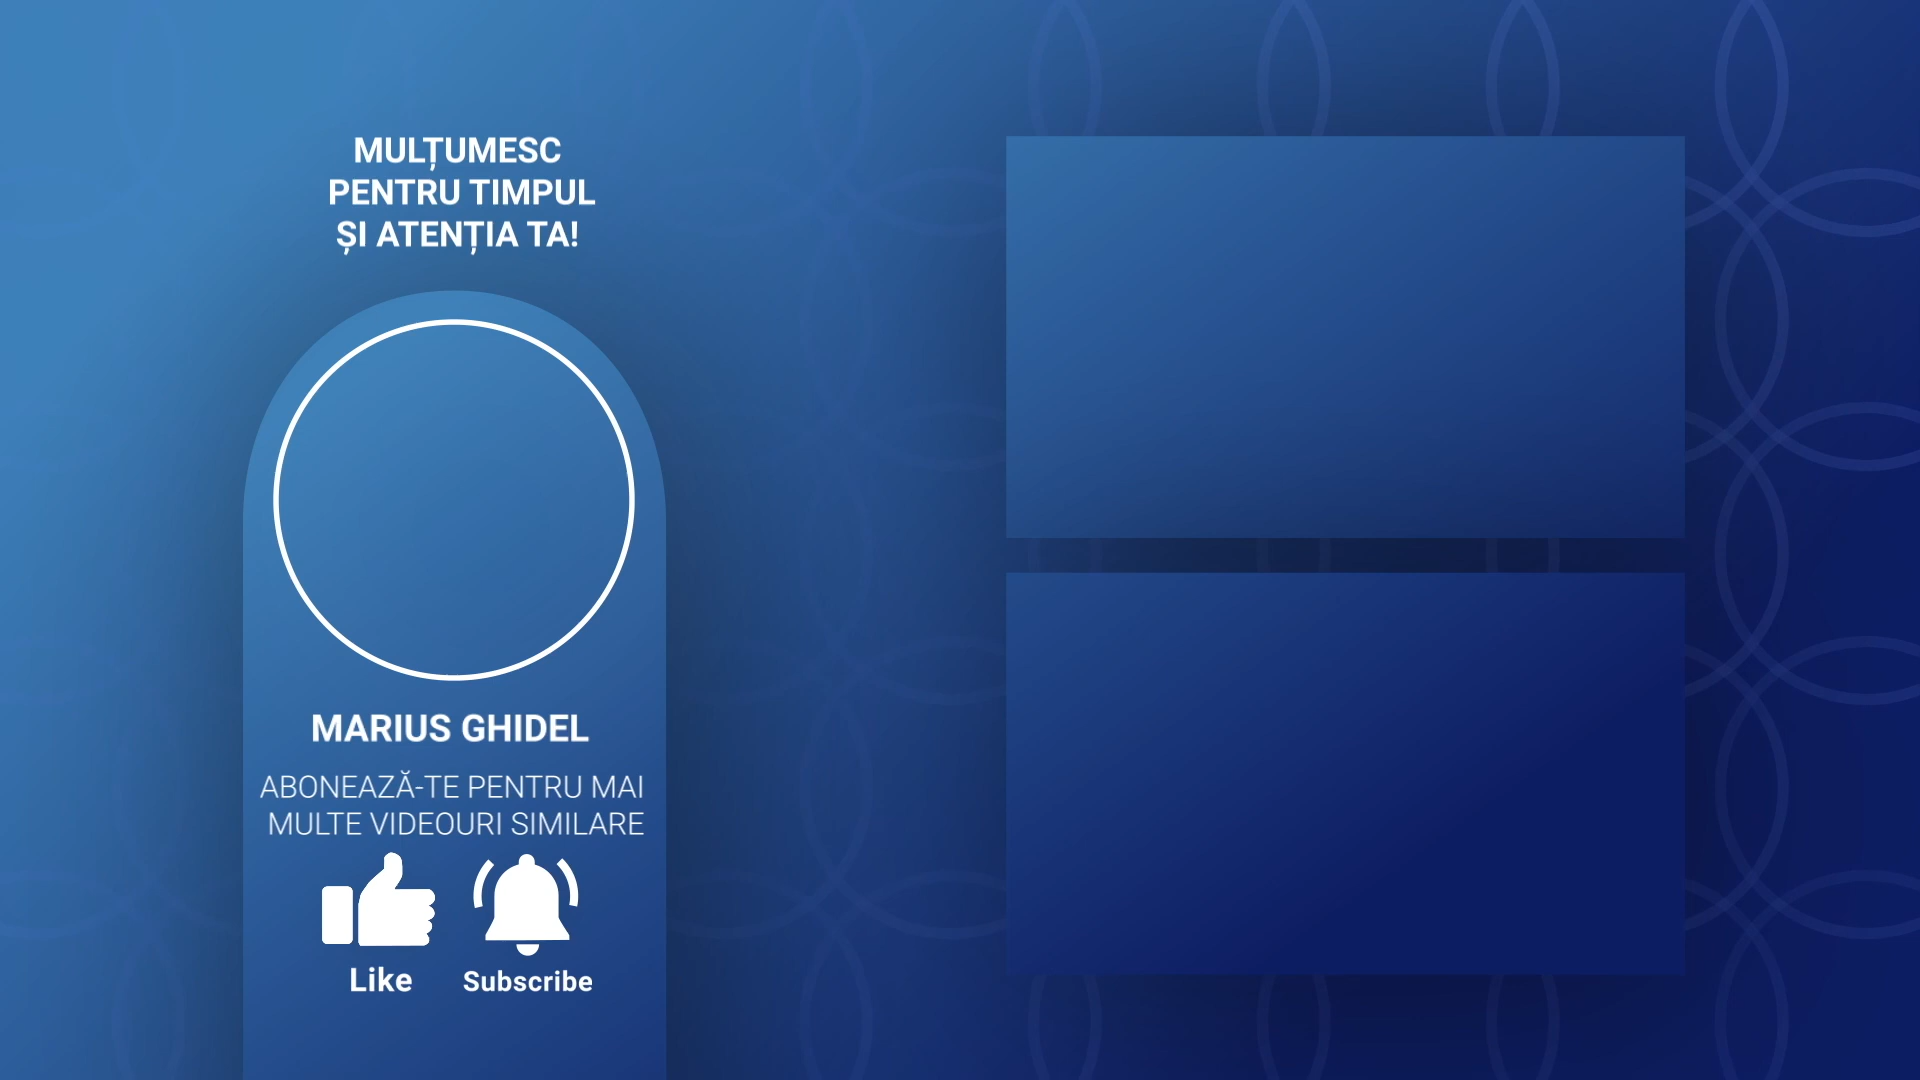 MULȚUMESC
PENTRU TIMPUL
ȘI ATENȚIA TA!
MARIUS GHIDEL
ABONEAZĂ-TE PENTRU MAI
MULTE VIDEOURI SIMILARE
Like
Subscribe